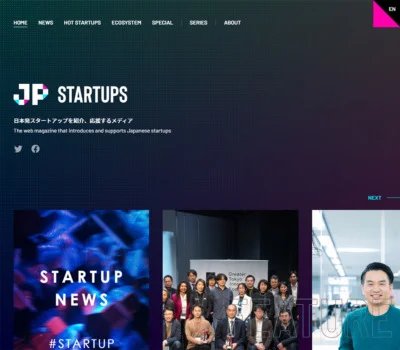 HOME NEWS HOT STARTUPS ECOSYSTEM SPECIAL SERIES ABOUT
EN
JP STARTUPS
日本発スタートアップを紹介、応援するメディア
The web magazine that introduces and supports Japanese startups
NEXT
STARTUP
NEWS
#STARTUP
Greater
Tokyo